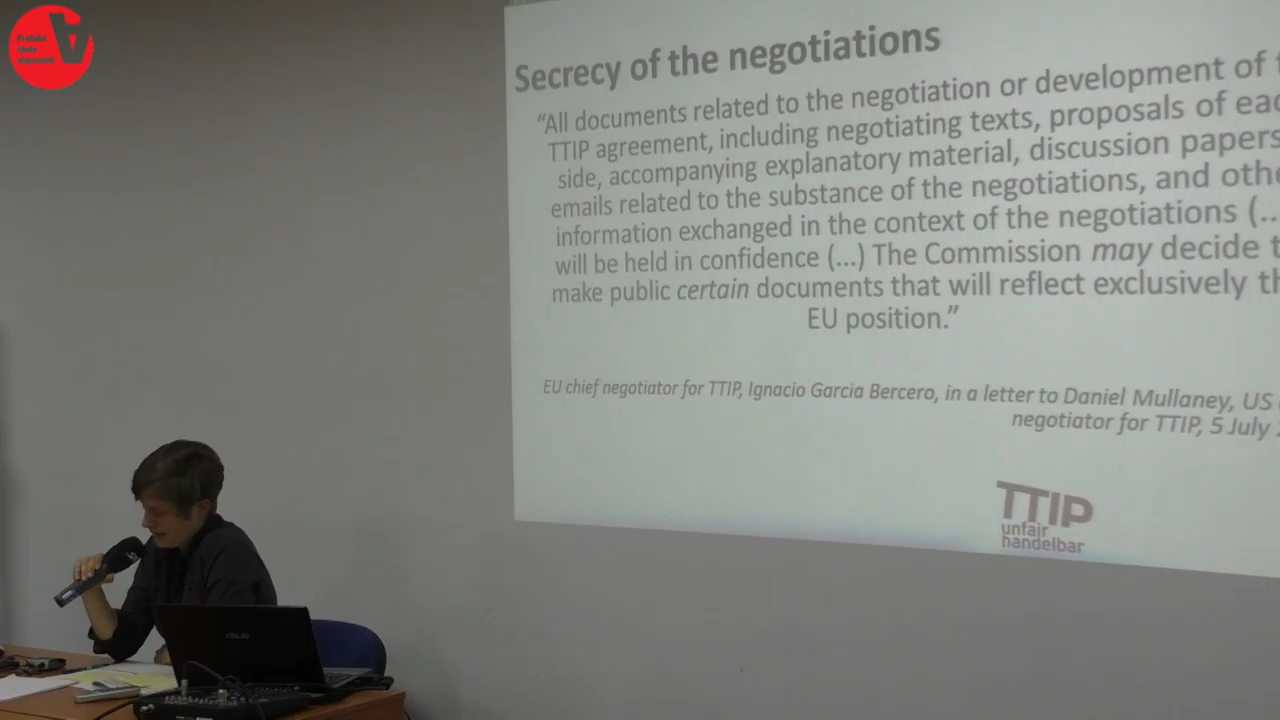 Secrecy of the negotiations
“All documents related to the negotiation or development of
TTIP agreement, including negotiating texts, proposals of
side, accompanying explanatory material, discussion papers
emails related to the substance of the negotiations, and
information exchanged in the context of the negotiations (..
will be held in confidence (...) The Commission may decide
make public certain documents that will reflect exclusively
EU position.”
EU chief negotiator for TTIP, Ignacio Garcia Bercero, in a letter to Daniel Mullaney, US
negotiator for TTIP, 5 July
TTIP
unfair
handelbar
ASUS